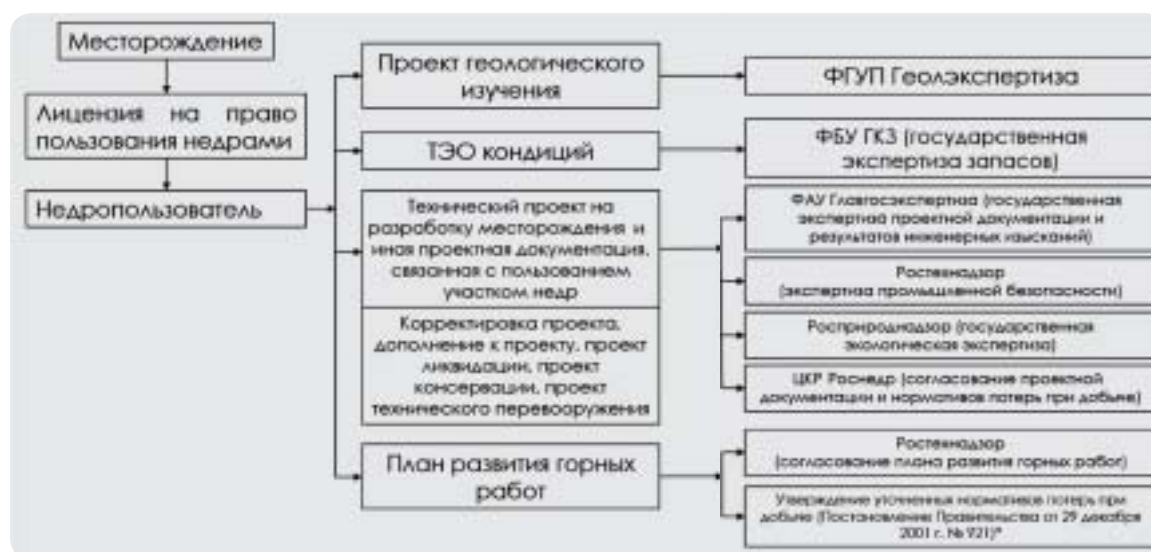 Месторождение
Лицензия на право
пользования недрами
Недропользователь
Проект геологического
изучения
ТЭО кондиций
Технический проект на
разработку месторождения и
иная проектная документация,
связанная с пользованием
участком недр
Корректировка проекта,
дополнение к проекту, проект
ликвидации, проект
консервации, проект
технического перевооружения
План развития горных
работ
ФГУП Геолэкспертиза
ФБУ ГКЗ (государственная
экспертиза запасов)
ФАУ Главгосэкспертиза (государственная
экспертиза проектной документации и
результатов инженерных изысканий)
Ростехнадзор
(экспертиза промышленной безопасности)
Росприроднадзор (государственная
экологическая экспертиза)
ЦКР Роснедр (согласование проектной
документации и нормативов потерь при добыче)
Ростехнадзор
(согласование плана развития горных работ)
Утверждение уточненных нормативов потерь при
добыче (Постановление Правительства от 29 декабря
2001 г. № 921)*